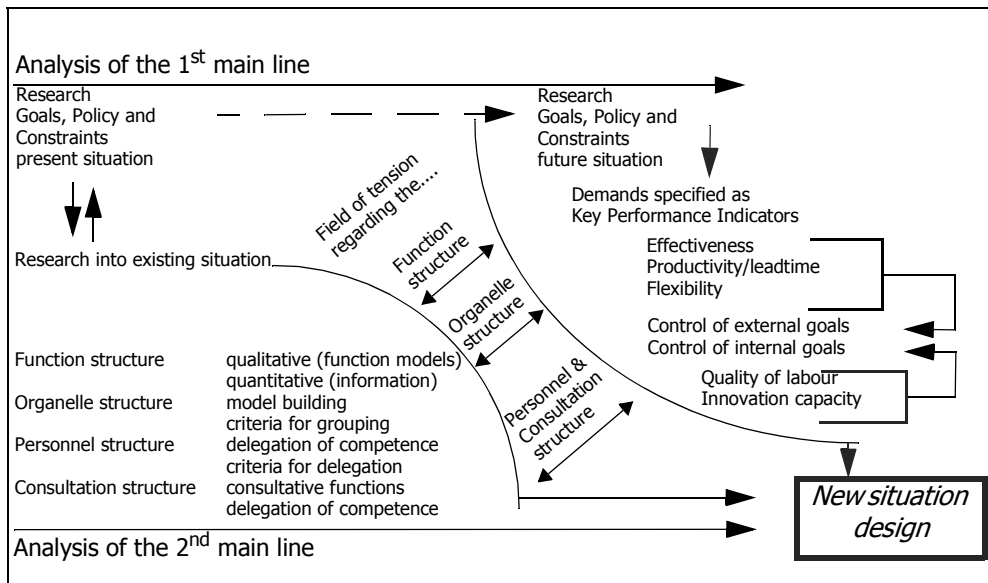 Analysis of the 1st main line
Research
Goals, Policy and
Constraints
present situation
Research
Goals, Policy and
Constraints
future situation
Field of tension
regarding the....
Demands specified as
Key Performance Indicators
Research into existing situation
Function
structure
Effectiveness
Productivity/leadtime
Flexibility
Organelle
structure
Control of external goals
Control of internal goals
Function structure qualitative (function models)
quantitative (information)
Organelle structure model building
criteria for grouping
Personnel structure delegation of competence
criteria for delegation
Consultation structure consultative functions
delegation of competence
Personnel &
Consultation
structure
Quality of labour
Innovation capacity
New situation
design
Analysis of the 2nd main line